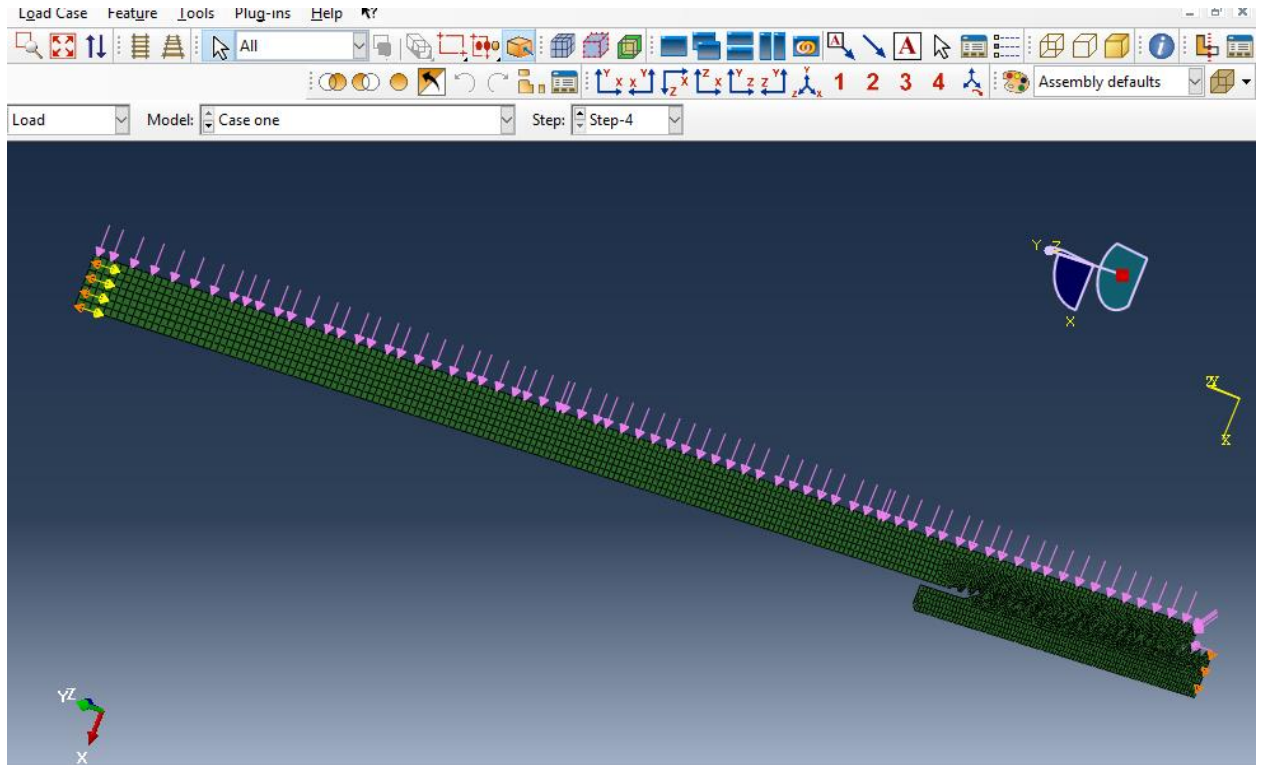 Load Case Feature Tools Plug-ins Help
All
A A
Y x x Y Z x Z x Y z z Y Y Z x 1 2 3 4 Assembly defaults
Load Model: Case one Step: Step-4
Y Z
X
ZY
X
YZ
X